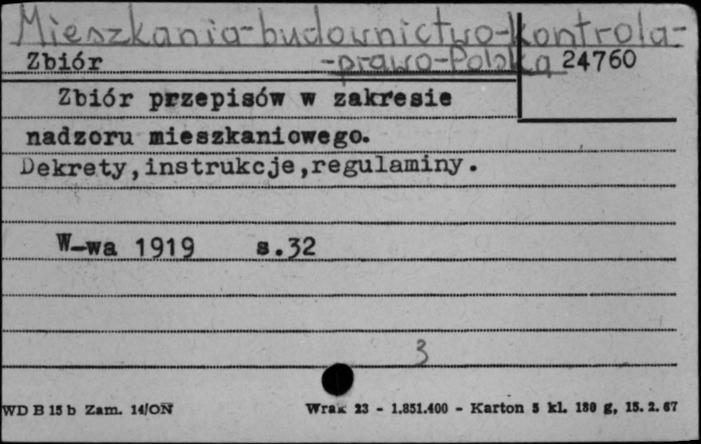 Mieszkania-budownictwo-kontrola-
Zbiór -prawo-Polska 24760
Zbiór przepisów w zakresie
nadzoru mieszkaniowego.
Dekrety,instrukcje,regulaminy.
W-wa 1919 s.32
3
WD B 15 b Zam. 14/ON Wrak 23 - 1.851.400 - Karton 5 kl. 180 g, 15. 2. 67